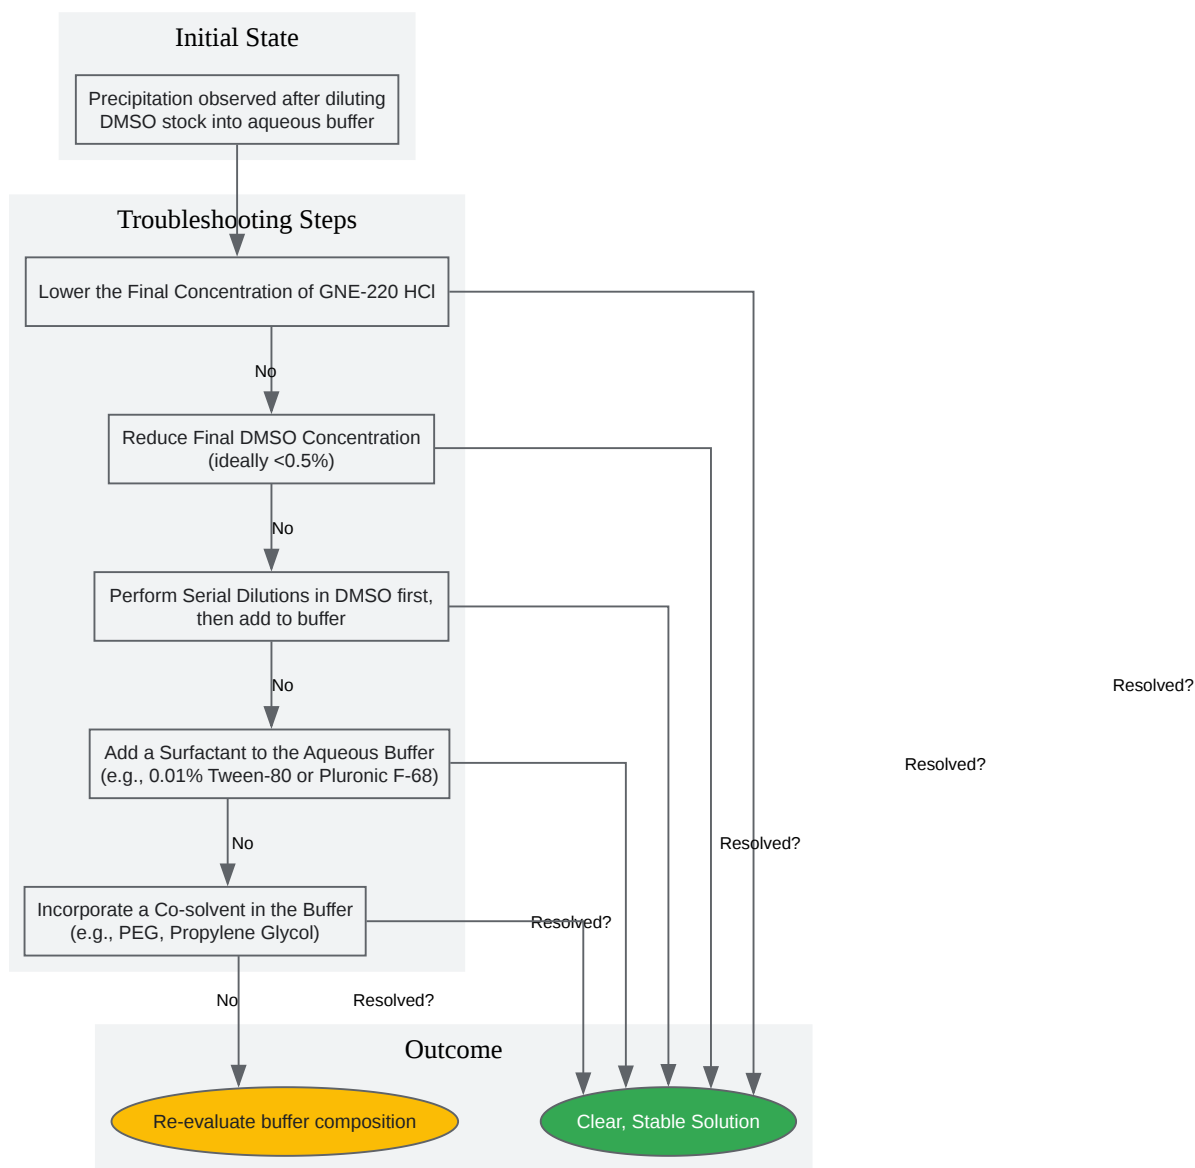 Initial State
Precipitation observed after diluting
DMSO stock into aqueous buffer
Troubleshooting Steps
Lower the Final Concentration of GNE-220 HCl
No
Reduce Final DMSO Concentration
(ideally <0.5%)
No
Perform Serial Dilutions in DMSO first,
then add to buffer
No
Resolved?
Add a Surfactant to the Aqueous Buffer
(e.g., 0.01% Tween-80 or Pluronic F-68)
Resolved?
No
Resolved?
Incorporate a Co-solvent in the Buffer
(e.g., PEG, Propylene Glycol)
Resolved?
No
Resolved?
Outcome
Re-evaluate buffer composition
Clear, Stable Solution